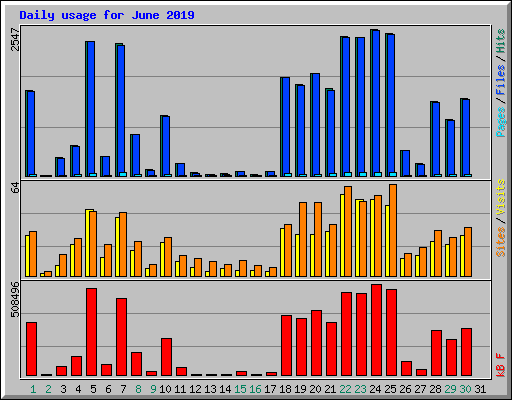 Daily usage for June 2019
2547
Pages / Files / Hits
64
Sites / Visits
508496
kB F
1 2 3 4 5 6 7 8 9 10 11 12 13 14 15 16 17 18 19 20 21 22 23 24 25 26 27 28 29 30 31